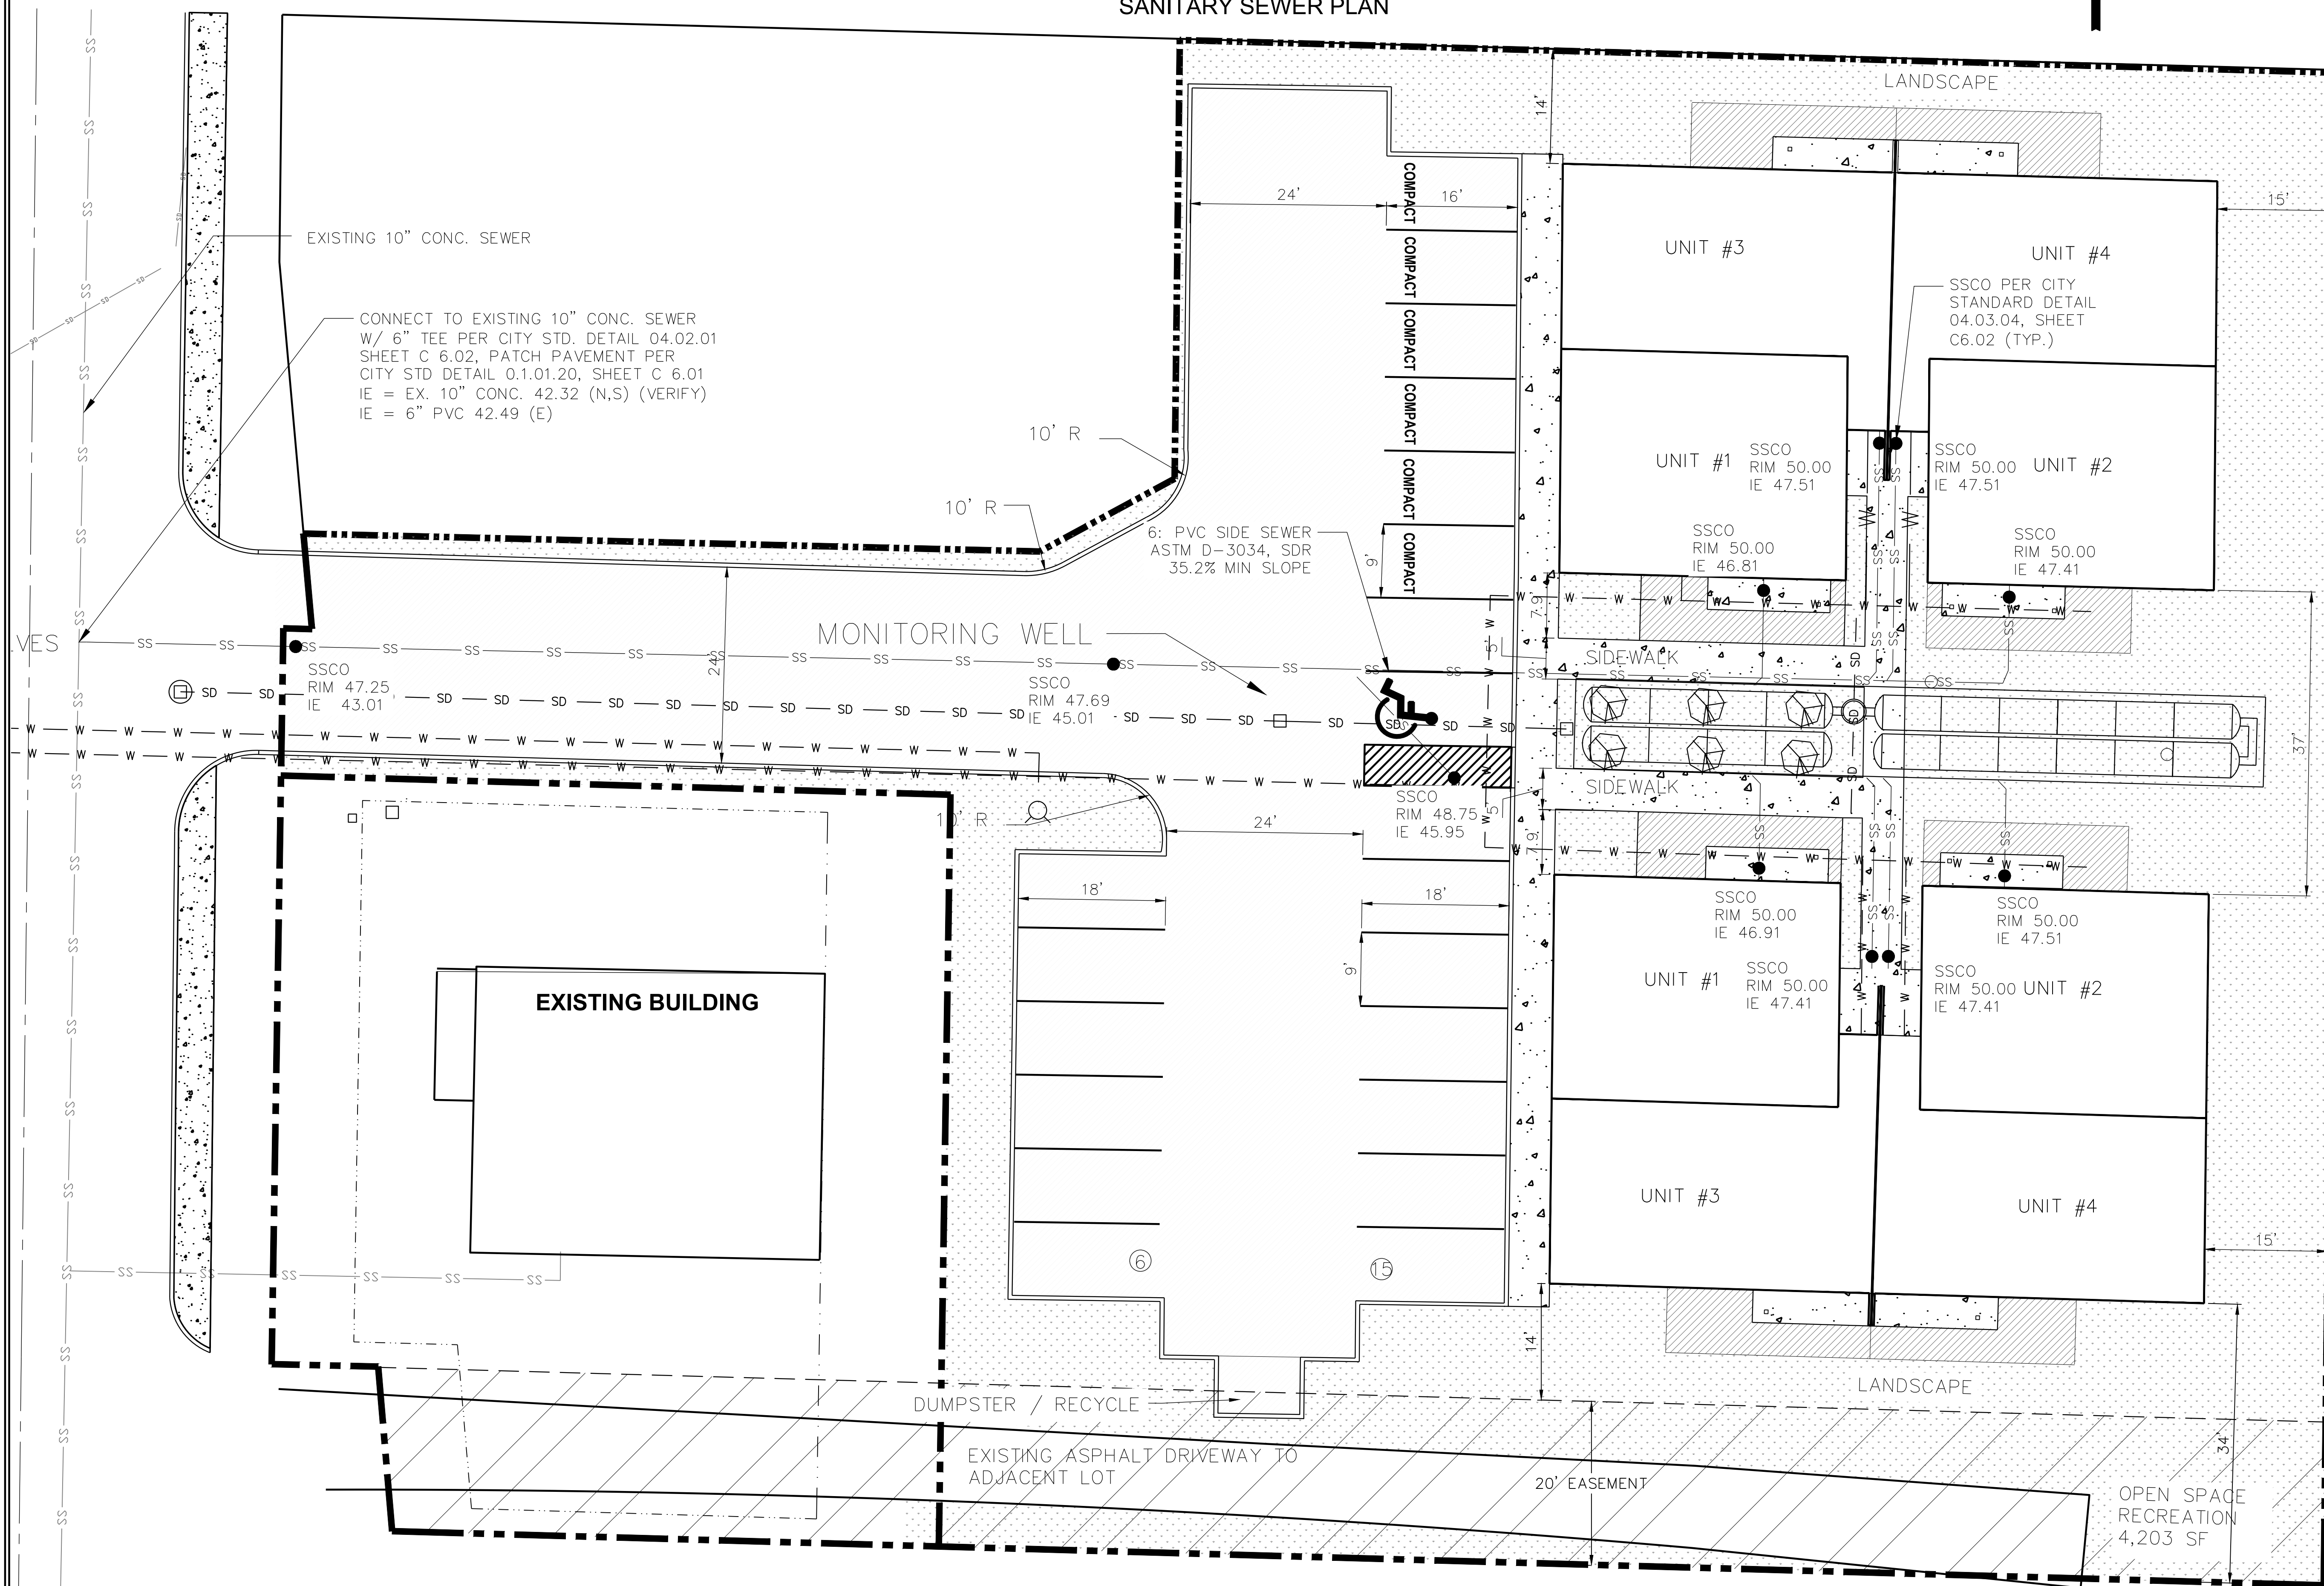 SANITARY SEWER PLAN
LANDSCAPE
14'
24'
16'
15'
COMPACT
COMPACT
COMPACT
COMPACT
COMPACT
COMPACT
UNIT #3
UNIT #4
EXISTING 10" CONC. SEWER
SSCO PER CITY
STANDARD DETAIL
04.03.04, SHEET
C6.02 (TYP.)
CONNECT TO EXISTING 10" CONC. SEWER
W/ 6" TEE PER CITY STD. DETAIL 04.02.01
SHEET C 6.02, PATCH PAVEMENT PER
CITY STD DETAIL 0.1.01.20, SHEET C 6.01
IE = EX. 10" CONC. 42.32 (N,S) (VERIFY)
IE = 6" PVC 42.49 (E)
10' R
10' R
UNIT #1
SSCO
RIM 50.00
IE 47.51
SSCO
RIM 50.00
IE 47.51
UNIT #2
6: PVC SIDE SEWER
ASTM D-3034, SDR
35.2% MIN SLOPE
9'
SSCO
RIM 50.00
IE 46.81
SSCO
RIM 50.00
IE 47.41
7.9'
5'
VES
MONITORING WELL
SIDEWALK
SSCO
RIM 47.25
IE 43.01
24'
SSCO
RIM 47.69
IE 45.01
37'
SIDEWALK
SSCO
RIM 48.75
IE 45.95
5'
7.9'
10' R
24'
18'
18'
9'
SSCO
RIM 50.00
IE 46.91
SSCO
RIM 50.00
IE 47.51
UNIT #1
SSCO
RIM 50.00
IE 47.41
SSCO
RIM 50.00
IE 47.41
UNIT #2
EXISTING BUILDING
UNIT #3
UNIT #4
15'
6
15
14'
LANDSCAPE
DUMPSTER / RECYCLE
EXISTING ASPHALT DRIVEWAY TO
ADJACENT LOT
20' EASEMENT
34'
OPEN SPACE
RECREATION
4,203 SF